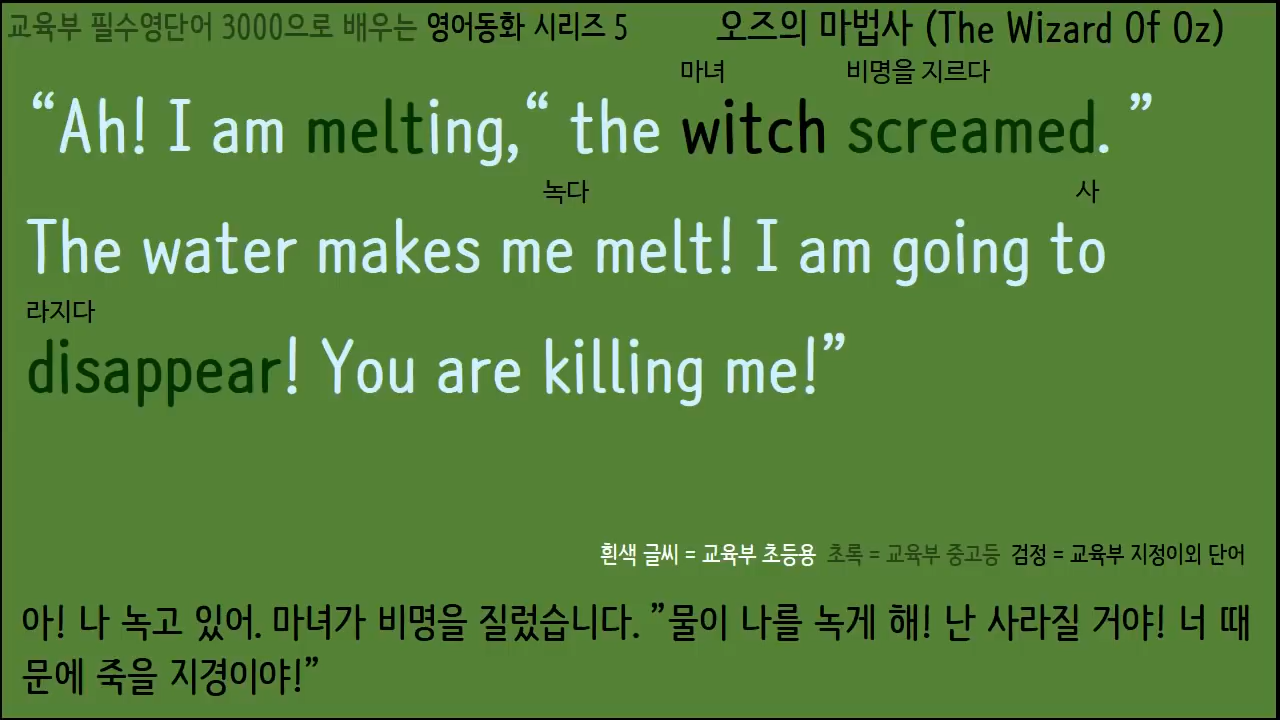 교육부 필수영단어 3000으로 배우는 영어동화 시리즈 5 오즈의 마법사 (The Wizard Of Oz)
마녀 비명을 지르다
“Ah! I am melting,“ the witch screamed. ”
녹다 사
The water makes me melt! I am going to
라지다
disappear! You are killing me!”
흰색 글씨 = 교육부 초등용 초록 = 교육부 중고등 검정 = 교육부 지정이외 단어
아! 나 녹고 있어. 마녀가 비명을 질렀습니다. ”물이 나를 녹게 해! 난 사라질 거야! 너 때
문에 죽을 지경이야!”